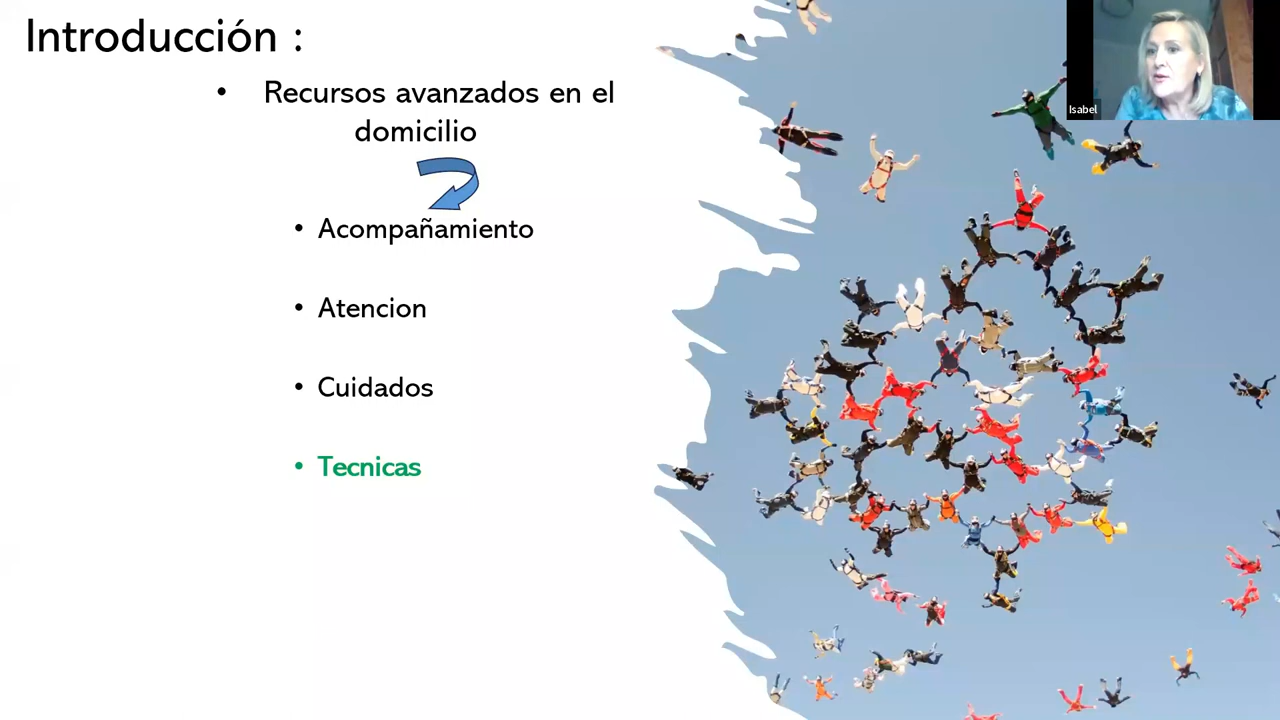 Introducción :
• Recursos avanzados en el
domicilio
• Acompañamiento
• Atencion
• Cuidados
• Tecnicas
Isabel